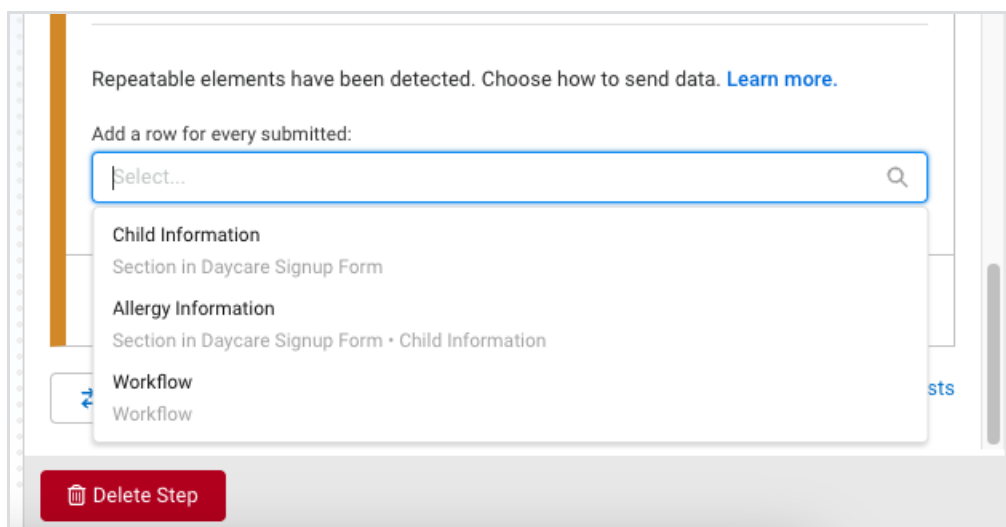 Repeatable elements have been detected. Choose how to send data. Learn more.
Add a row for every submitted:
Select...
Child Information
Section in Daycare Signup Form
Allergy Information
Section in Daycare Signup Form • Child Information
Workflow
sts
Workflow
Delete Step